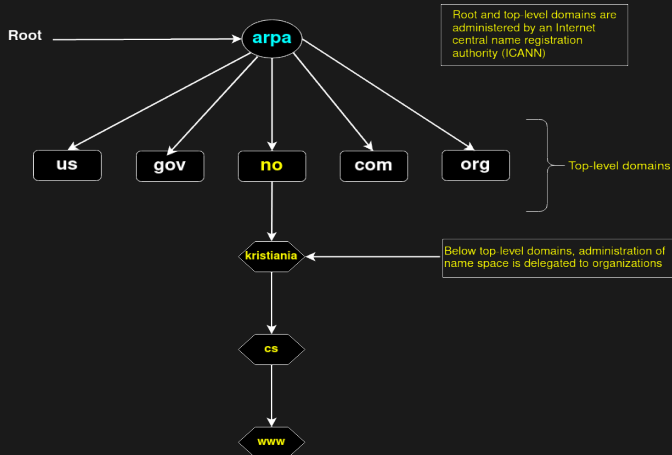 Root
arpa
Root and top-level domains are
administered by an Internet
central name registration
authority (ICANN)
us
gov
no
com
org
Top-level domains
kristiania
Below top-level domains, administration of
name space is delegated to organizations
cs
www